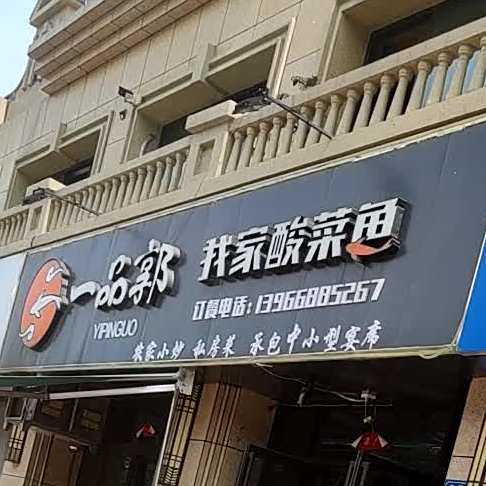 一品郭 我家酸菜鱼
YIPINGUO 订餐电话:13966885267
农家小炒 私房菜 承包中小型宴席